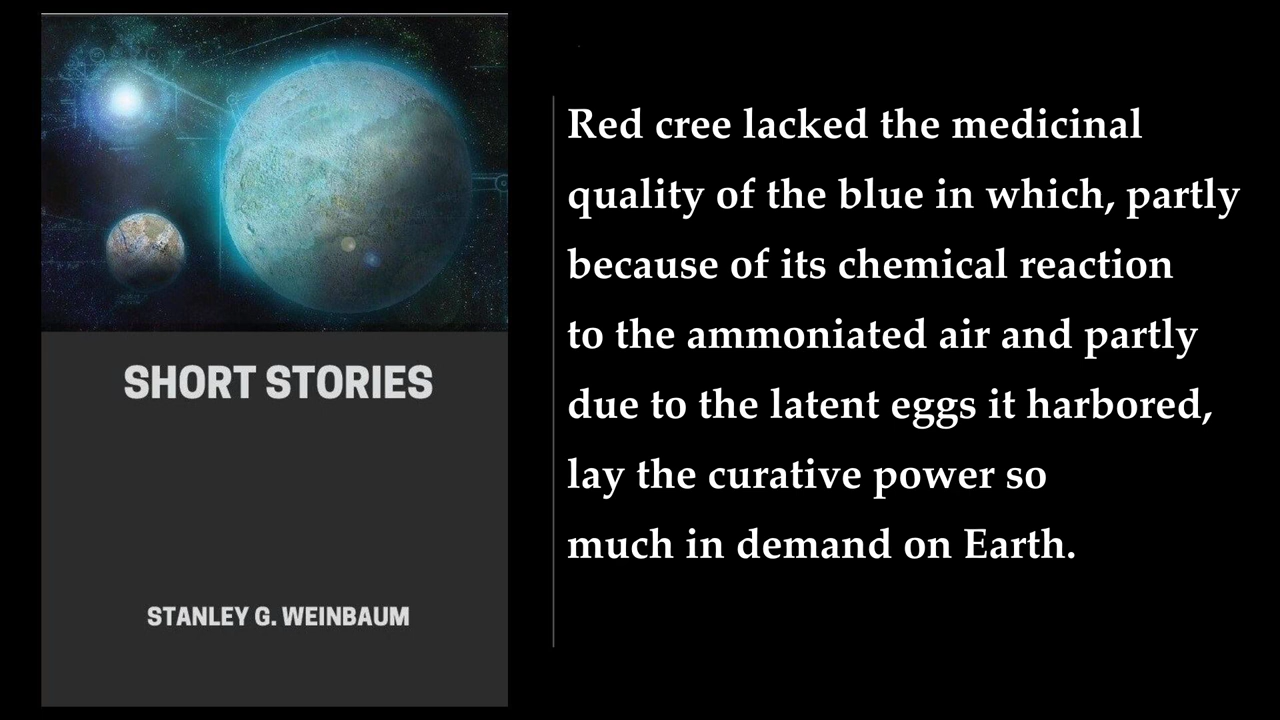 SHORT STORIES
STANLEY G. WEINBAUM
Red cree lacked the medicinal
quality of the blue in which, partly
because of its chemical reaction
to the ammoniated air and partly
due to the latent eggs it harbored,
lay the curative power so
much in demand on Earth.